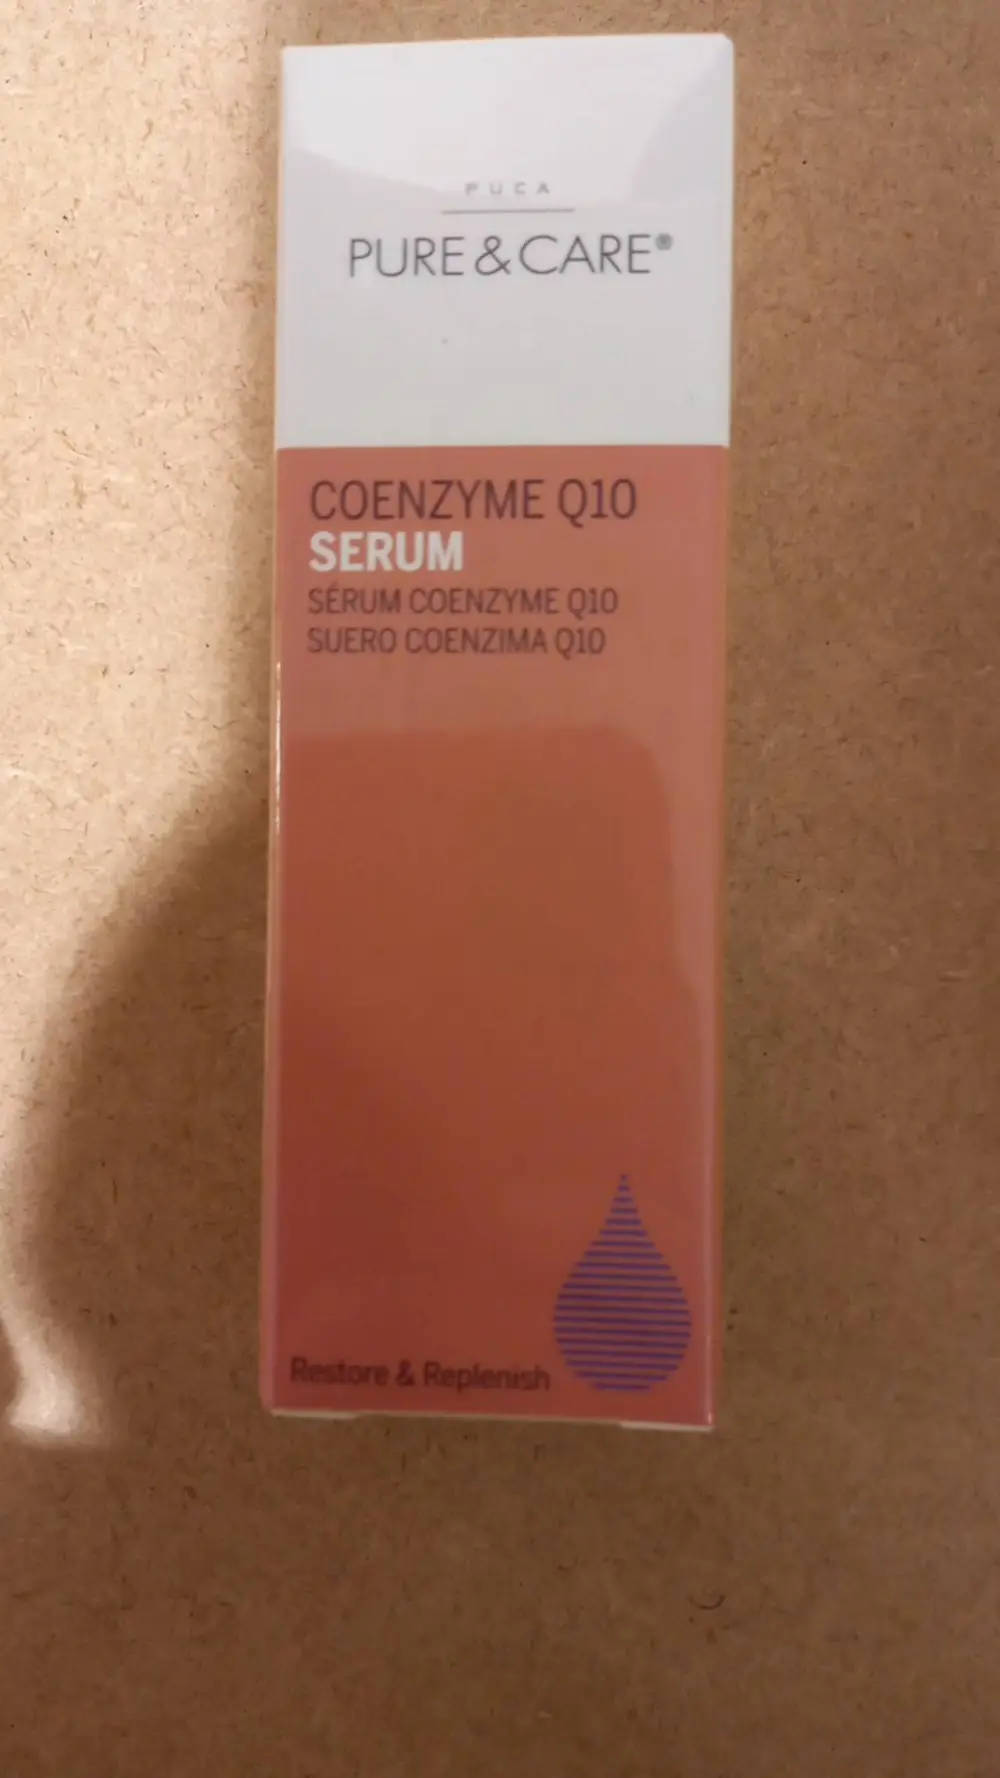 PUCA
PURE & CARE®
COENZYME Q10
SERUM
SÉRUM COENZYME Q10
SUERO COENZIMA Q10
Restore & Replenish